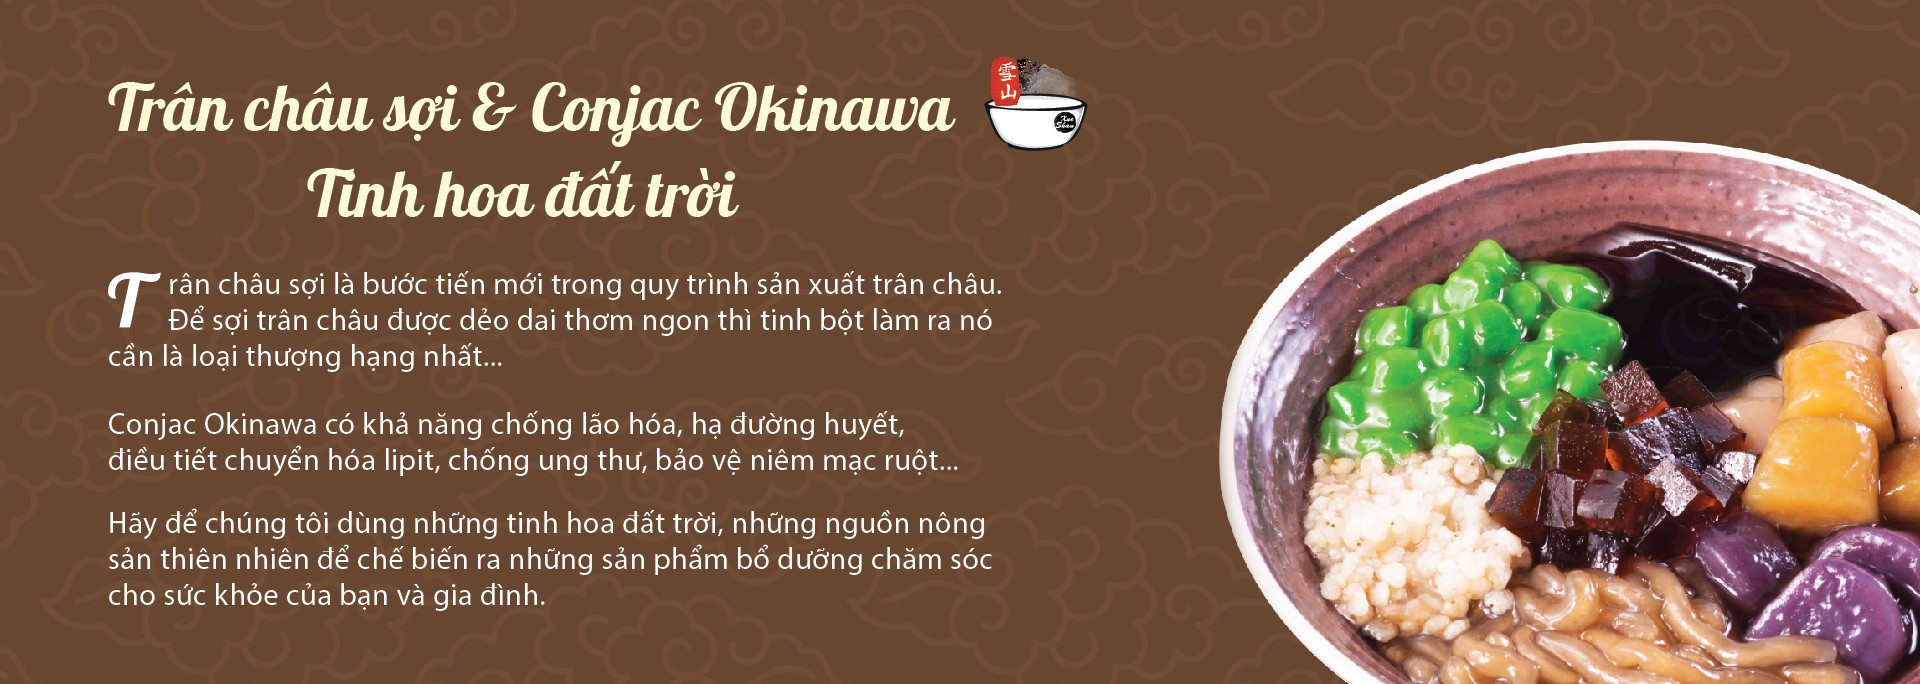 Trân châu sợi & Conjac Okinawa
雪山
Xue
Shan
Tinh hoa đất trời
Trân châu sợi là bước tiến mới trong quy trình sản xuất trân châu.
Để sợi trân châu được dẻo dai thơm ngon thì tinh bột làm ra nó
cần là loại thượng hạng nhất...
Conjac Okinawa có khả năng chống lão hóa, hạ đường huyết,
điều tiết chuyển hóa lipit, chống ung thư, bảo vệ niêm mạc ruột...
Hãy để chúng tôi dùng những tinh hoa đất trời, những nguồn nông
sản thiên nhiên để chế biến ra những sản phẩm bổ dưỡng chăm sóc
cho sức khỏe của bạn và gia đình.